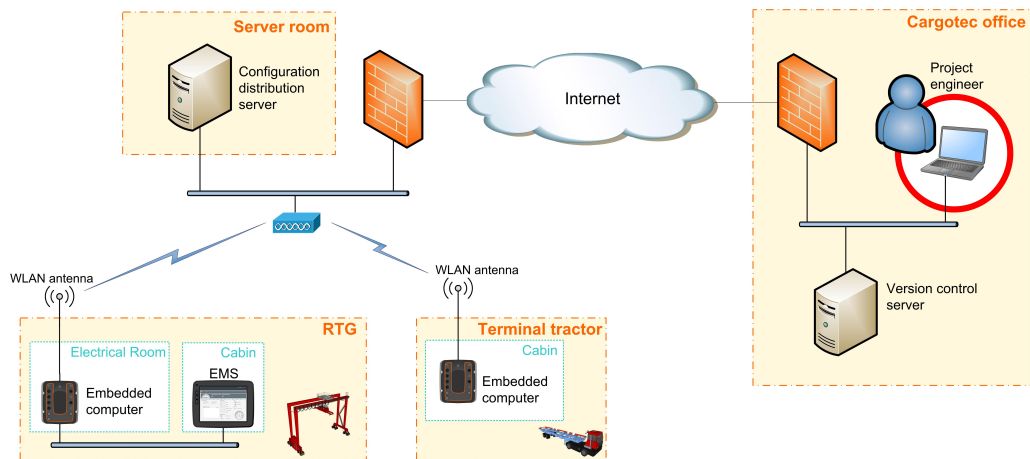 Server room
Configuration
distribution
server
Internet
Cargotec office
Project
engineer
Version control
server
WLAN antenna
WLAN antenna
RTG
Electrical Room
Embedded
computer
Cabin
EMS
Terminal tractor
Cabin
Embedded
computer